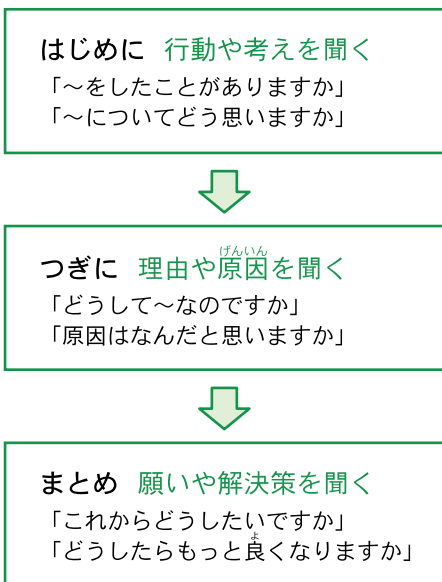 はじめに 行動や考えを聞く
「~をしたことがありますか」
「~についてどう思いますか」
げんいん
つぎに 理由や原因を聞く
「どうして~なのですか」
「原因はなんだと思いますか」
まとめ 願いや解決策を聞く
「これからどうしたいですか」
よ
「どうしたらもっと良くなりますか」